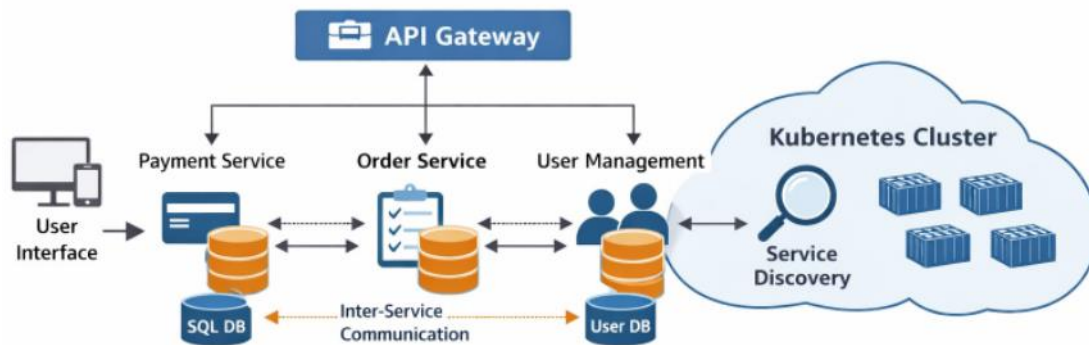 API Gateway
Payment Service
Order Service
User Management
Kubernetes Cluster
User
Interface
Service
Discovery
SQL DB
Inter-Service
Communication
User DB